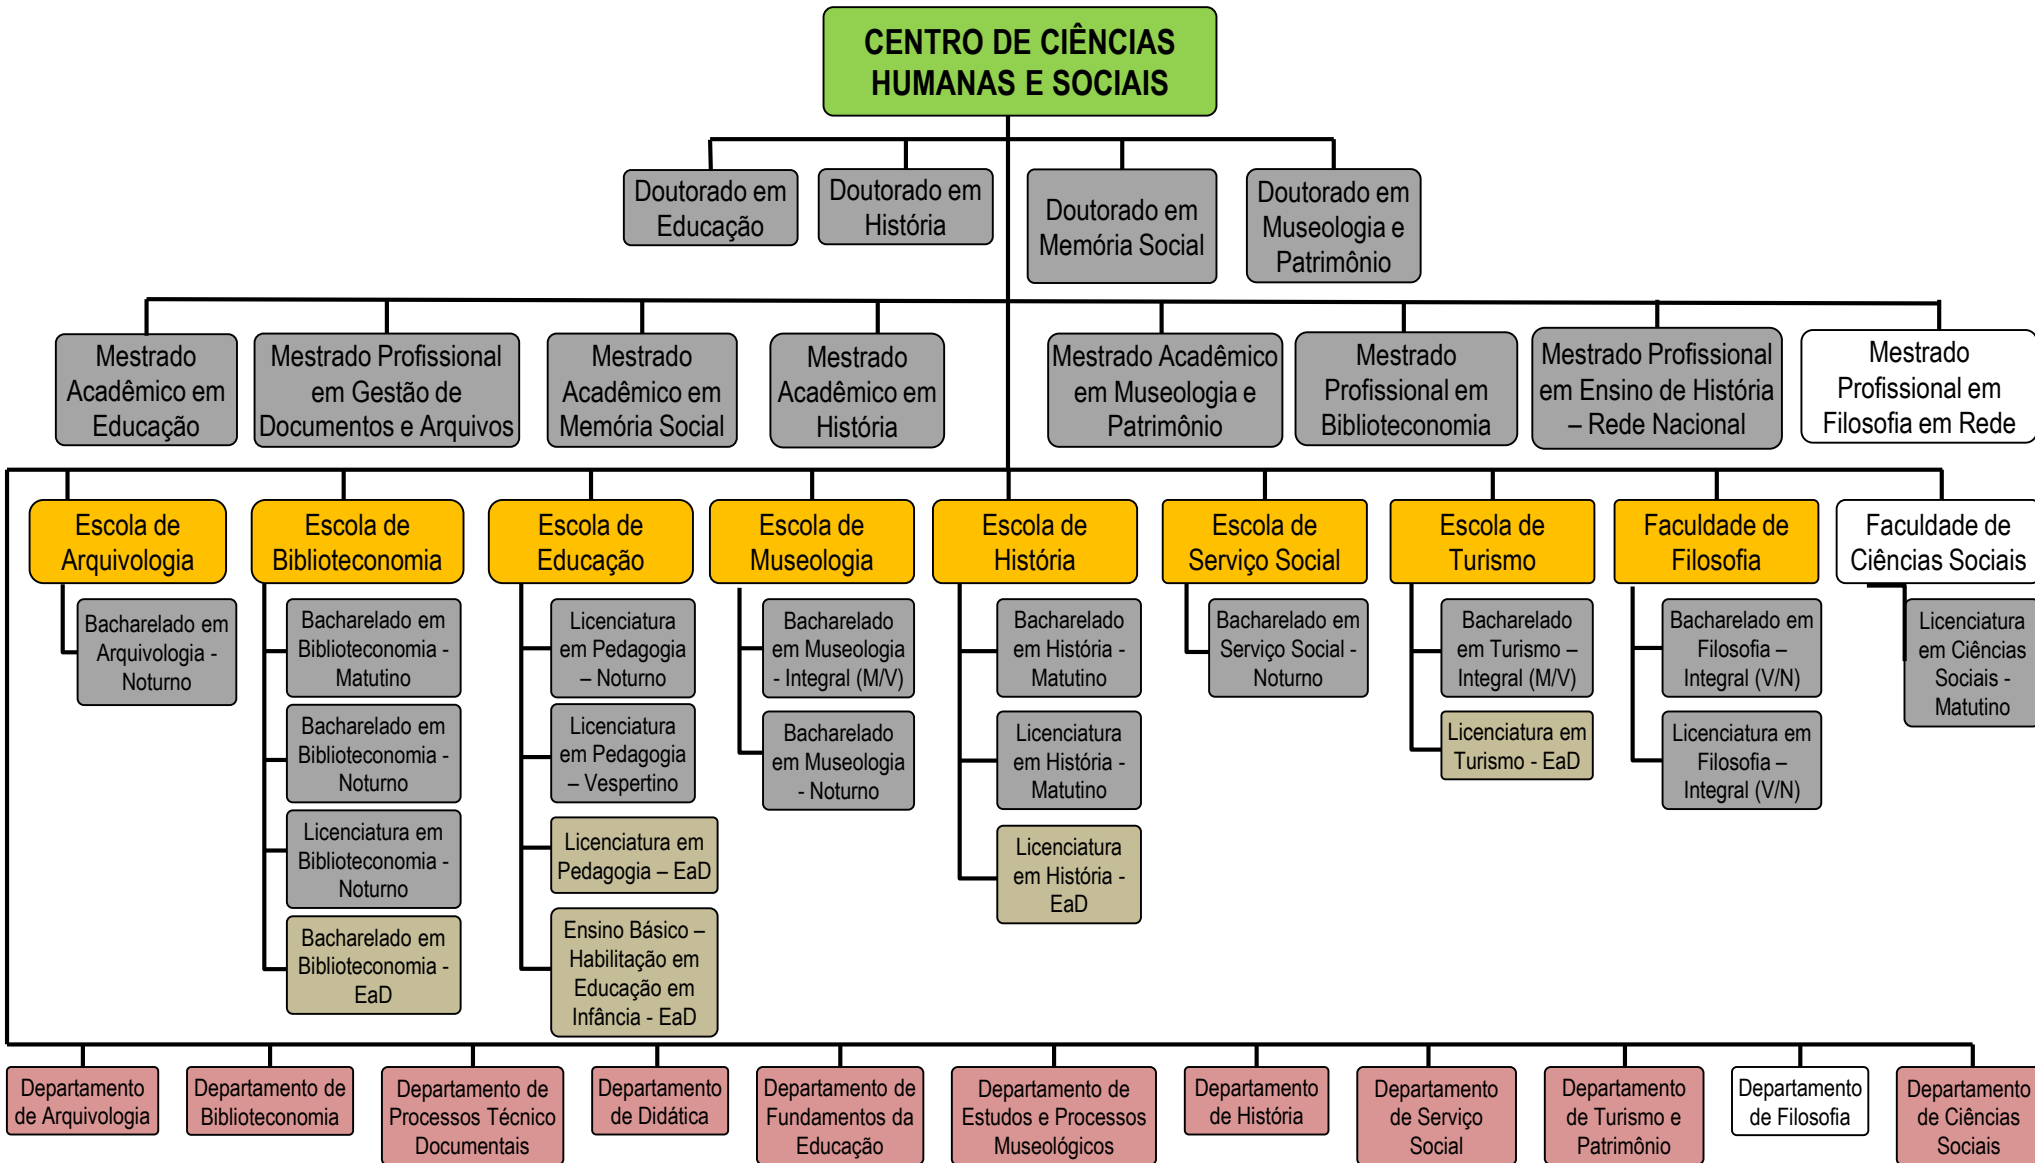 CENTRO DE CIÊNCIAS
HUMANAS E SOCIAIS
Doutorado em
Educação
Doutorado em
História
Doutorado em
Memória Social
Doutorado em
Museologia e
Patrimônio
Mestrado
Acadêmico em
Educação
Mestrado Profissional
em Gestão de
Documentos e Arquivos
Mestrado
Acadêmico em
Memória Social
Mestrado
Acadêmico em
História
Mestrado Acadêmico
em Museologia e
Patrimônio
Mestrado
Profissional em
Biblioteconomia
Mestrado Profissional
em Ensino de História
– Rede Nacional
Mestrado
Profissional em
Filosofia em Rede
Escola de
Arquivologia
Escola de
Biblioteconomia
Escola de
Educação
Escola de
Museologia
Escola de
História
Escola de
Serviço Social
Escola de
Turismo
Faculdade de
Filosofia
Faculdade de
Ciências Sociais
Bacharelado em
Arquivologia -
Noturno
Bacharelado em
Biblioteconomia -
Matutino
Bacharelado em
Biblioteconomia -
Noturno
Licenciatura em
Biblioteconomia -
Noturno
Bacharelado em
Biblioteconomia -
EaD
Licenciatura
em Pedagogia
– Noturno
Licenciatura
em Pedagogia
– Vespertino
Licenciatura em
Pedagogia – EaD
Ensino Básico –
Habilitação em
Educação em
Infância - EaD
Bacharelado
em Museologia
- Integral (M/V)
Bacharelado
em Museologia
- Noturno
Bacharelado
em História -
Matutino
Licenciatura
em História -
Matutino
Licenciatura
em História -
EaD
Bacharelado em
Serviço Social -
Noturno
Bacharelado
em Turismo –
Integral (M/V)
Licenciatura em
Turismo - EaD
Bacharelado em
Filosofia –
Integral (V/N)
Licenciatura em
Filosofia –
Integral (V/N)
Licenciatura
em Ciências
Sociais -
Matutino
Departamento
de Arquivologia
Departamento de
Biblioteconomia
Departamento de
Processos Técnico
Documentais
Departamento
de Didática
Departamento de
Fundamentos da
Educação
Departamento de
Estudos e Processos
Museológicos
Departamento
de História
Departamento
de Serviço
Social
Departamento
de Turismo e
Patrimônio
Departamento
de Filosofia
Departamento
de Ciências
Sociais